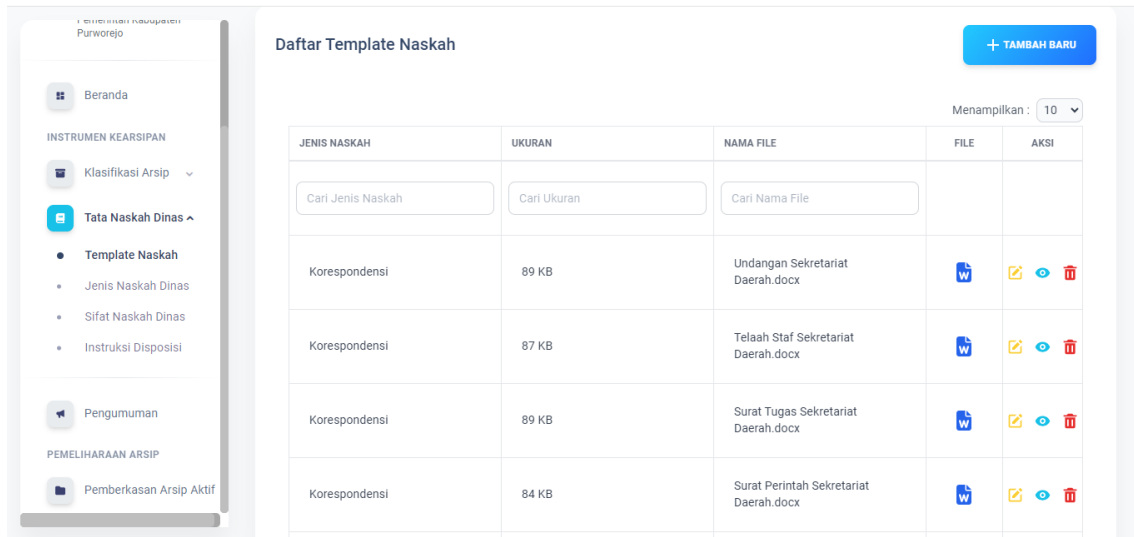 Pemerintah Kabupaten
Purworejo
Beranda
INSTRUMEN KEARSIPAN
Klasifikasi Arsip
Tata Naskah Dinas
Template Naskah
Jenis Naskah Dinas
Sifat Naskah Dinas
Instruksi Disposisi
Pengumuman
PEMELIHARAAN ARSIP
Pemberkasan Arsip Aktif
Daftar Template Naskah
+ TAMBAH BARU
Menampilkan : 10
JENIS NASKAH UKURAN NAMA FILE FILE AKSI
Cari Jenis Naskah Cari Ukuran Cari Nama File
Korespondensi 89 KB Undangan Sekretariat
Daerah.docx
Korespondensi 87 KB Telaah Staf Sekretariat
Daerah.docx
Korespondensi 89 KB Surat Tugas Sekretariat
Daerah.docx
Korespondensi 84 KB Surat Perintah Sekretariat
Daerah.docx